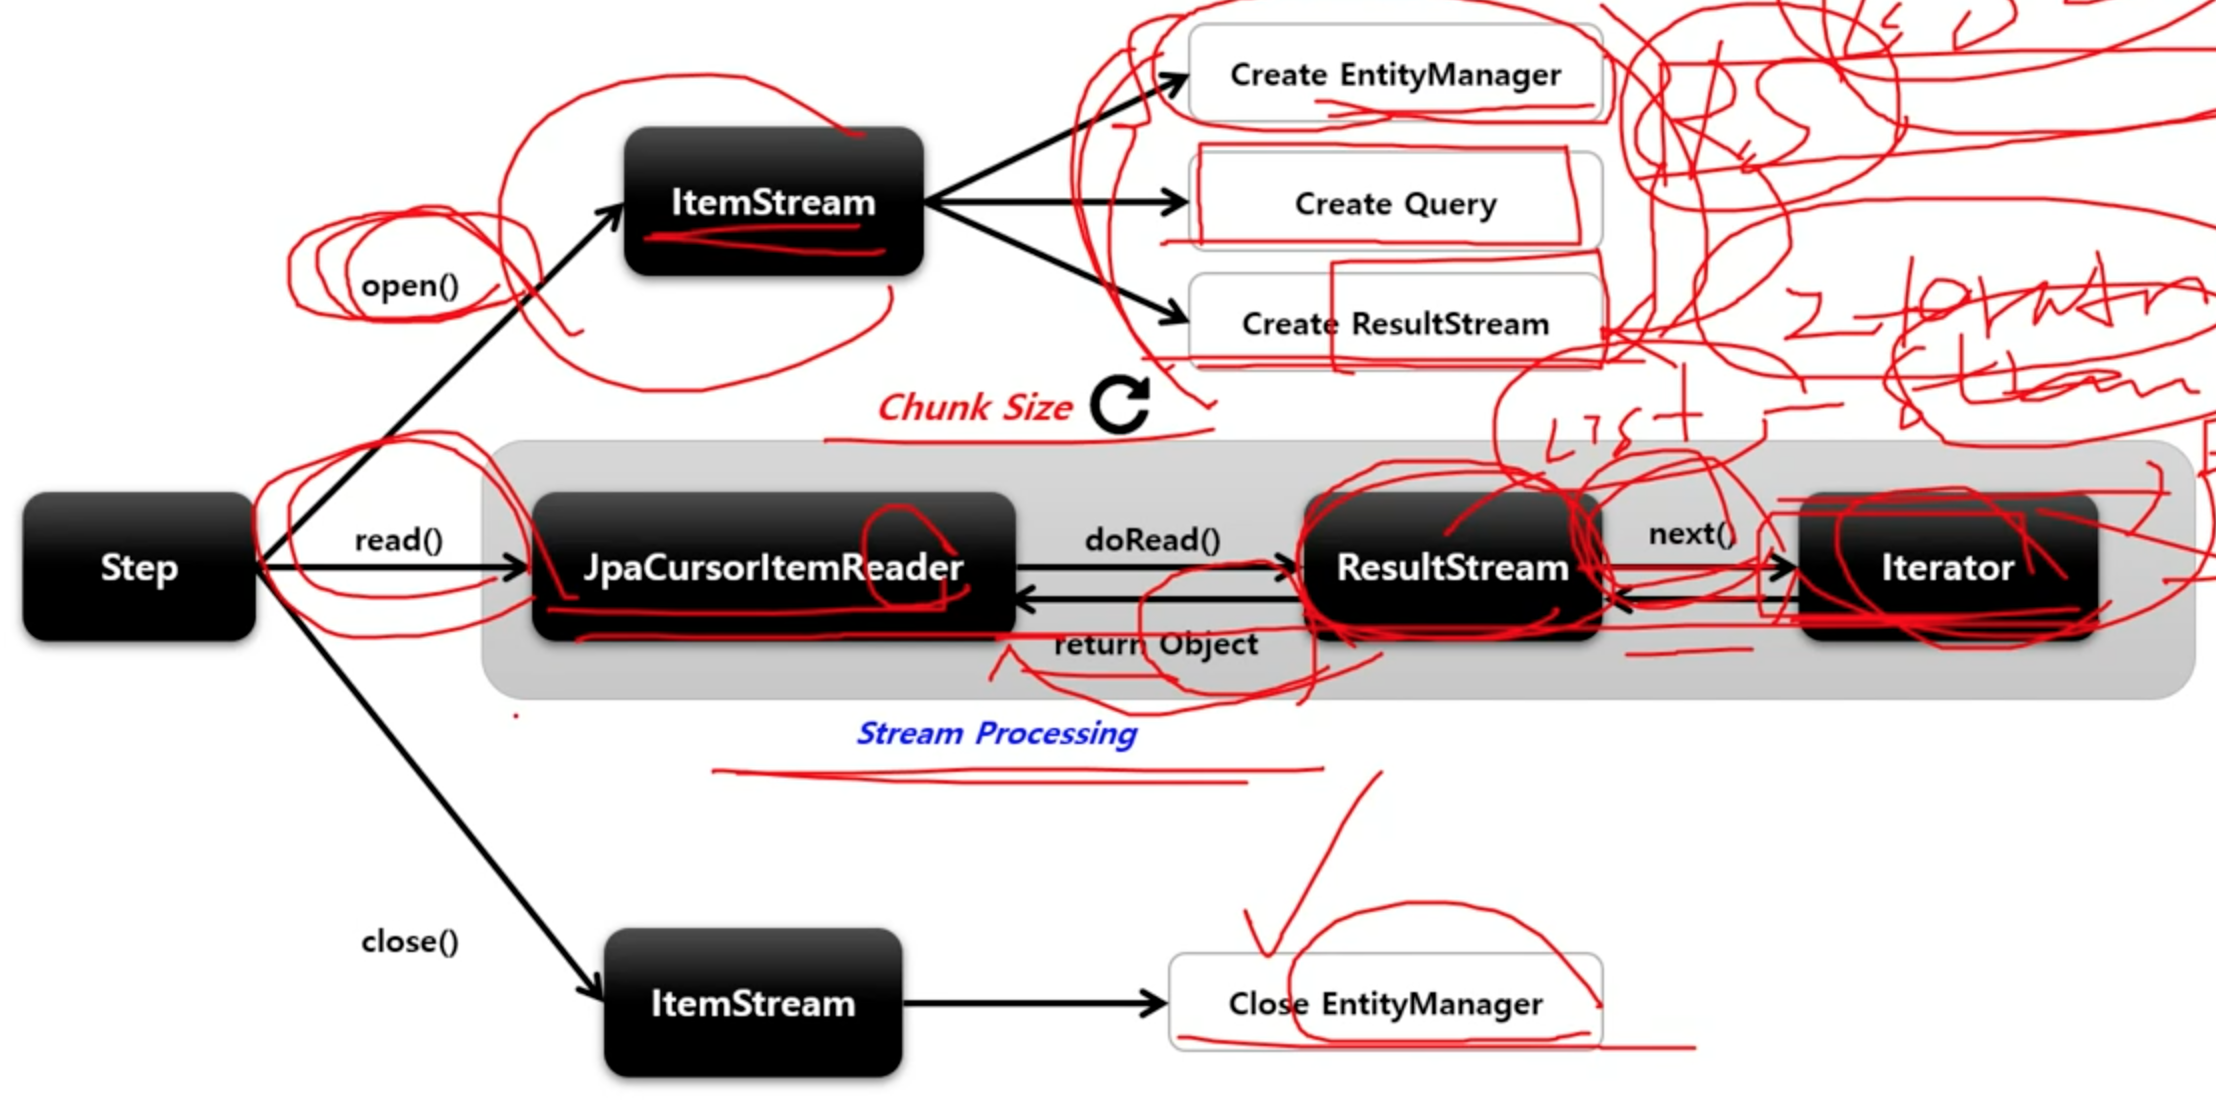 Create EntityManager
ItemStream
Create Query
open()
Create ResultStream
Chunk Size
List
Step
read()
JpaCursorItemReader
doRead()
ResultStream
next()
Iterator
return Object
Stream Processing
close()
ItemStream
Close EntityManager